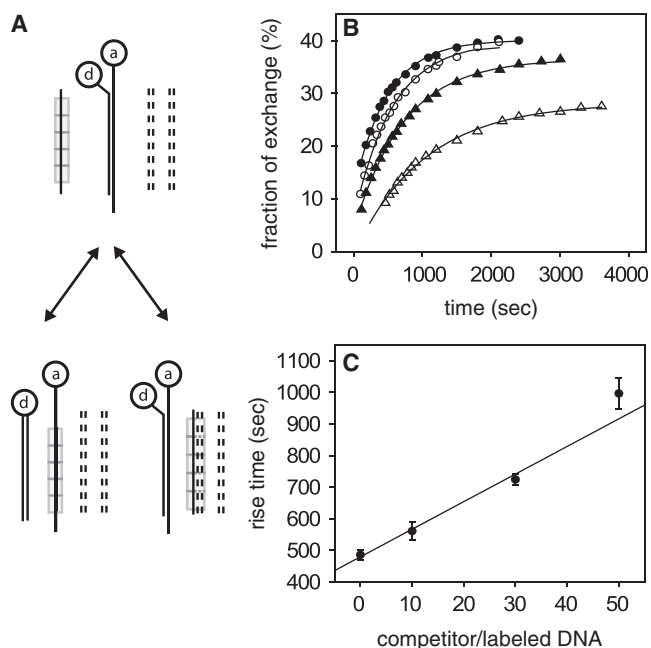 A
a
d
a
d
a
d
B
fraction of exchange (%)
40
30
20
10
0
0 1000 2000 3000 4000
time (sec)
C
rise time (sec)
1100
1000
900
800
700
600
500
400
0 10 20 30 40 50
competitor/labeled DNA